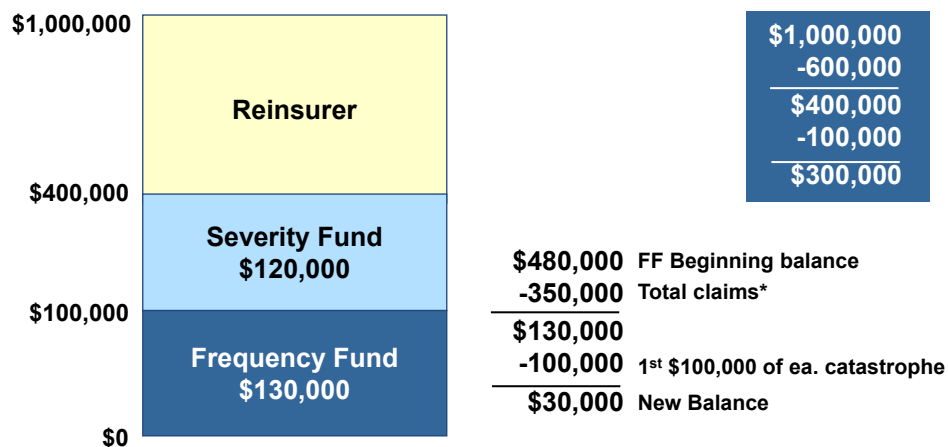 $1,000,000
Reinsurer
$400,000
Severity Fund
$120,000
$100,000
Frequency Fund
$130,000
$0
$1,000,000
-600,000
$400,000
-100,000
$300,000
$480,000 FF Beginning balance
-350,000 Total claims*
$130,000
-100,000 1st $100,000 of ea. catastrophe
$30,000 New Balance